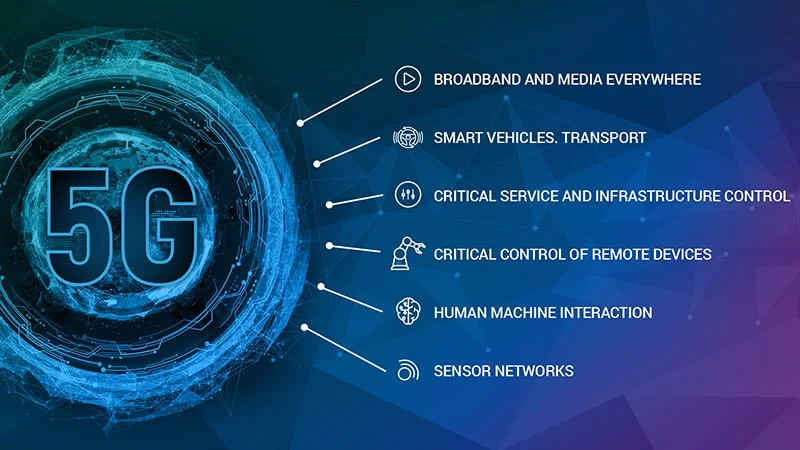 5G
BROADBAND AND MEDIA EVERYWHERE
SMART VEHICLES. TRANSPORT
CRITICAL SERVICE AND INFRASTRUCTURE CONTROL
CRITICAL CONTROL OF REMOTE DEVICES
HUMAN MACHINE INTERACTION
SENSOR NETWORKS